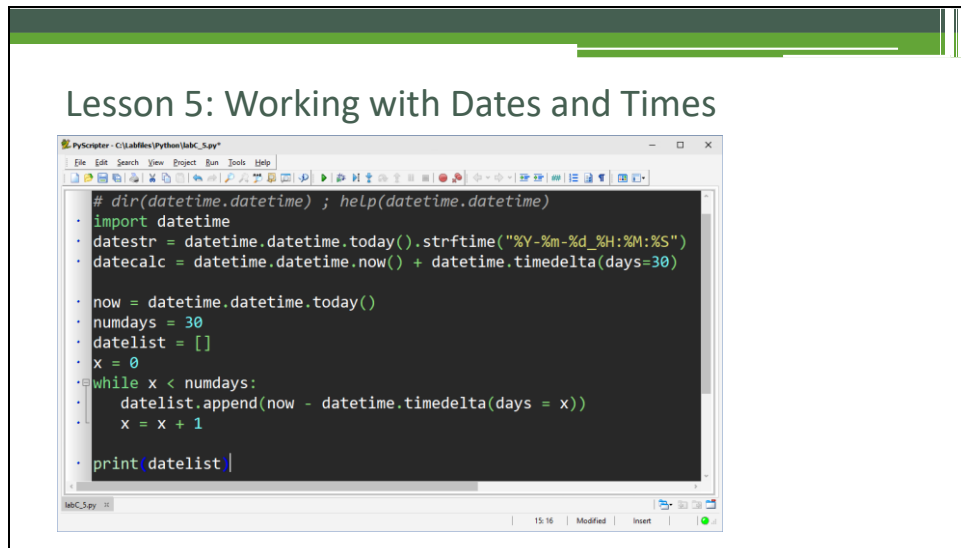 Lesson 5: Working with Dates and Times
PyScripter - C:\Labfiles\Python\labC_5.py*
File Edit Search View Project Run Tools Help
# dir(datetime.datetime) ; help(datetime.datetime)
import datetime
datestr = datetime.datetime.today().strftime("%Y-%m-%d_%H:%M:%S")
datecalc = datetime.datetime.now() + datetime.timedelta(days=30)
now = datetime.datetime.today()
numdays = 30
datelist = []
x = 0
while x < numdays:
datelist.append(now - datetime.timedelta(days = x))
x = x + 1
print(datelist)
labC_5.py
15: 16 Modified Insert